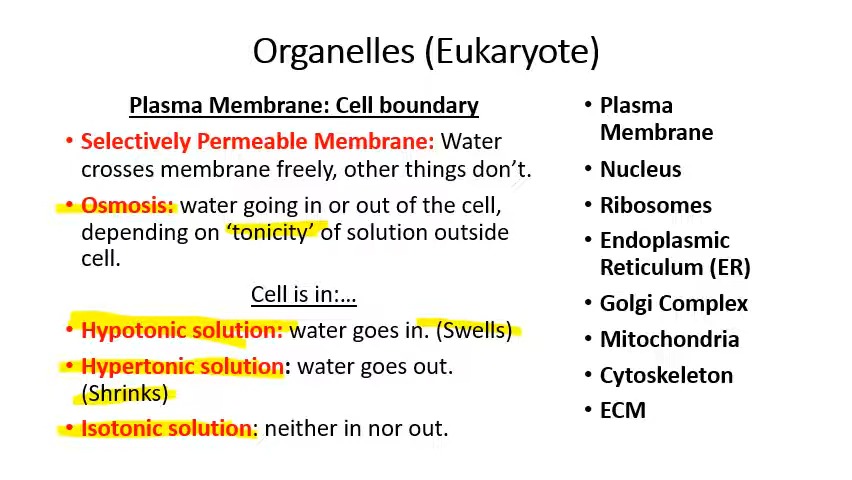 Organelles (Eukaryote)
Plasma Membrane: Cell boundary
• Selectively Permeable Membrane: Water
crosses membrane freely, other things don’t.
• Osmosis: water going in or out of the cell,
depending on ‘tonicity’ of solution outside
cell.
Cell is in:…
• Hypotonic solution: water goes in. (Swells)
• Hypertonic solution: water goes out.
(Shrinks)
• Isotonic solution: neither in nor out.
• Plasma
Membrane
• Nucleus
• Ribosomes
• Endoplasmic
Reticulum (ER)
• Golgi Complex
• Mitochondria
• Cytoskeleton
• ECM